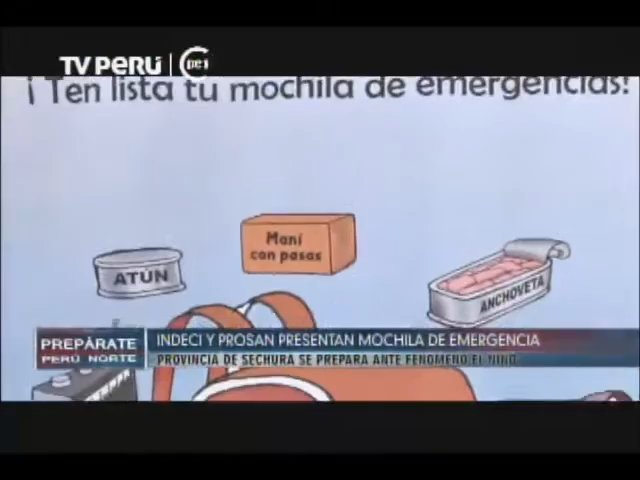 TV PERÚ
¡Ten lista tu mochila de emergencias!
Maní
con pasas
ATÚN
ANCHOVETA
PREPÁRATE
PERÚ NORTE
INDECI Y PROSAN PRESENTAN MOCHILA DE EMERGENCIA
PROVINCIA DE SECHURA SE PREPARA ANTE FENOMENO EL NIÑO